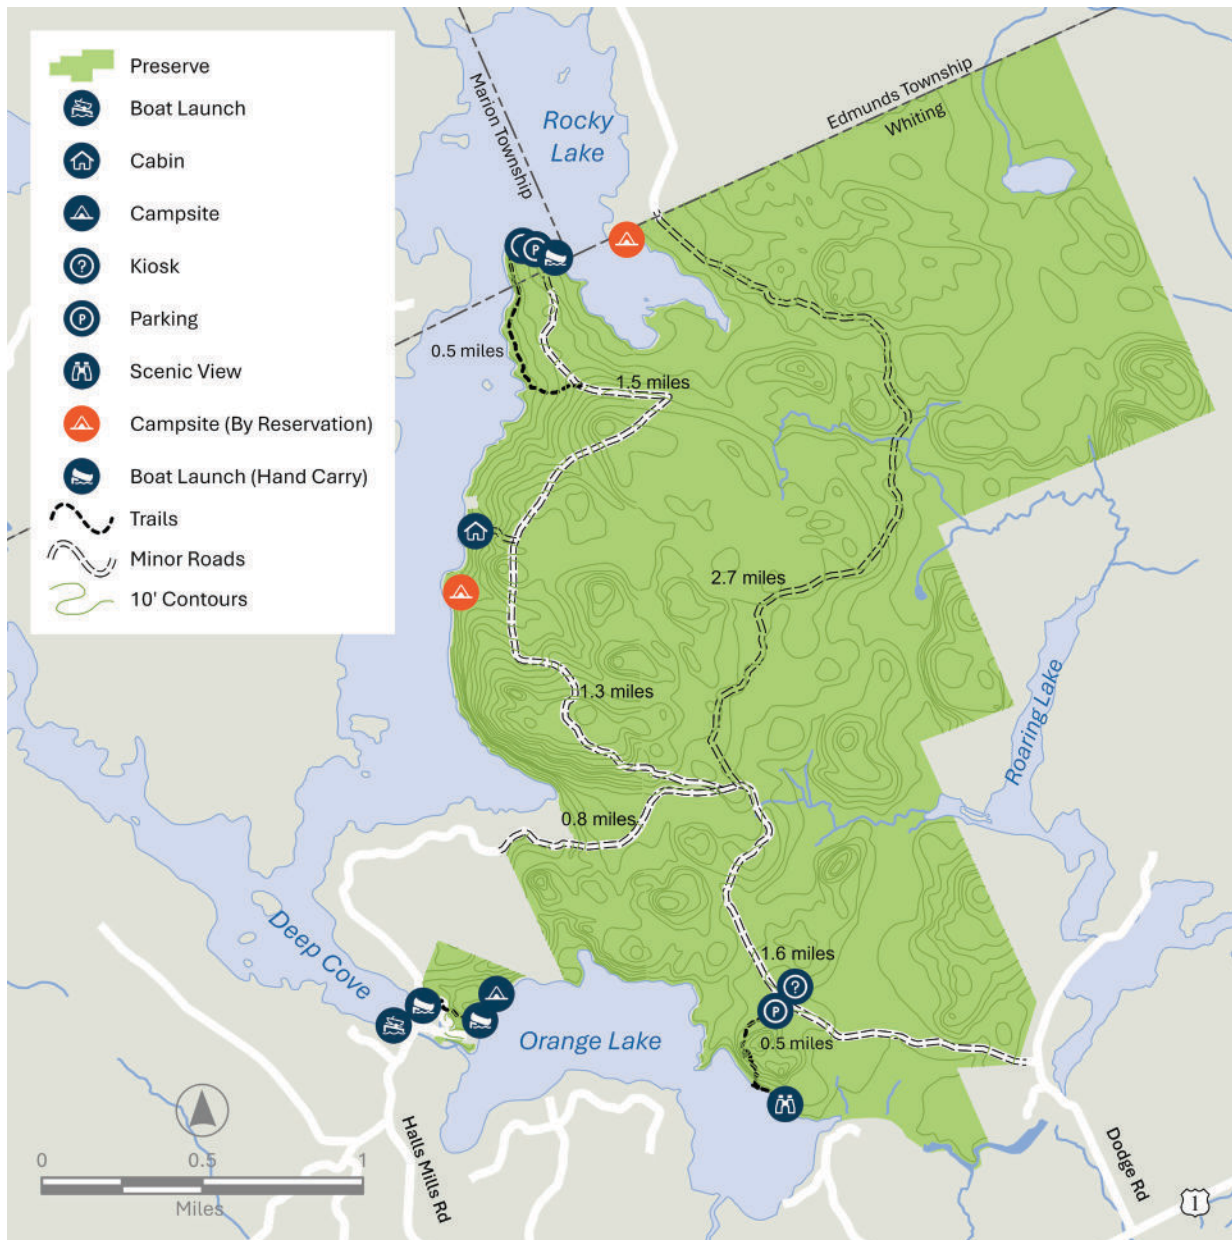 Preserve
Boat Launch
Cabin
Campsite
Kiosk
Parking
Scenic View
Campsite (By Reservation)
Boat Launch (Hand Carry)
Trails
Minor Roads
10' Contours
Marion Township
Rocky
Lake
Edmunds Township
Whiting
P
0.5 miles
1.5 miles
2.7 miles
1.3 miles
Roaring Lake
0.8 miles
Deep Cove
1.6 miles
?
P
0.5 miles
Orange Lake
Halls Mills Rd
Dodge Rd
1
0
0.5
1
Miles